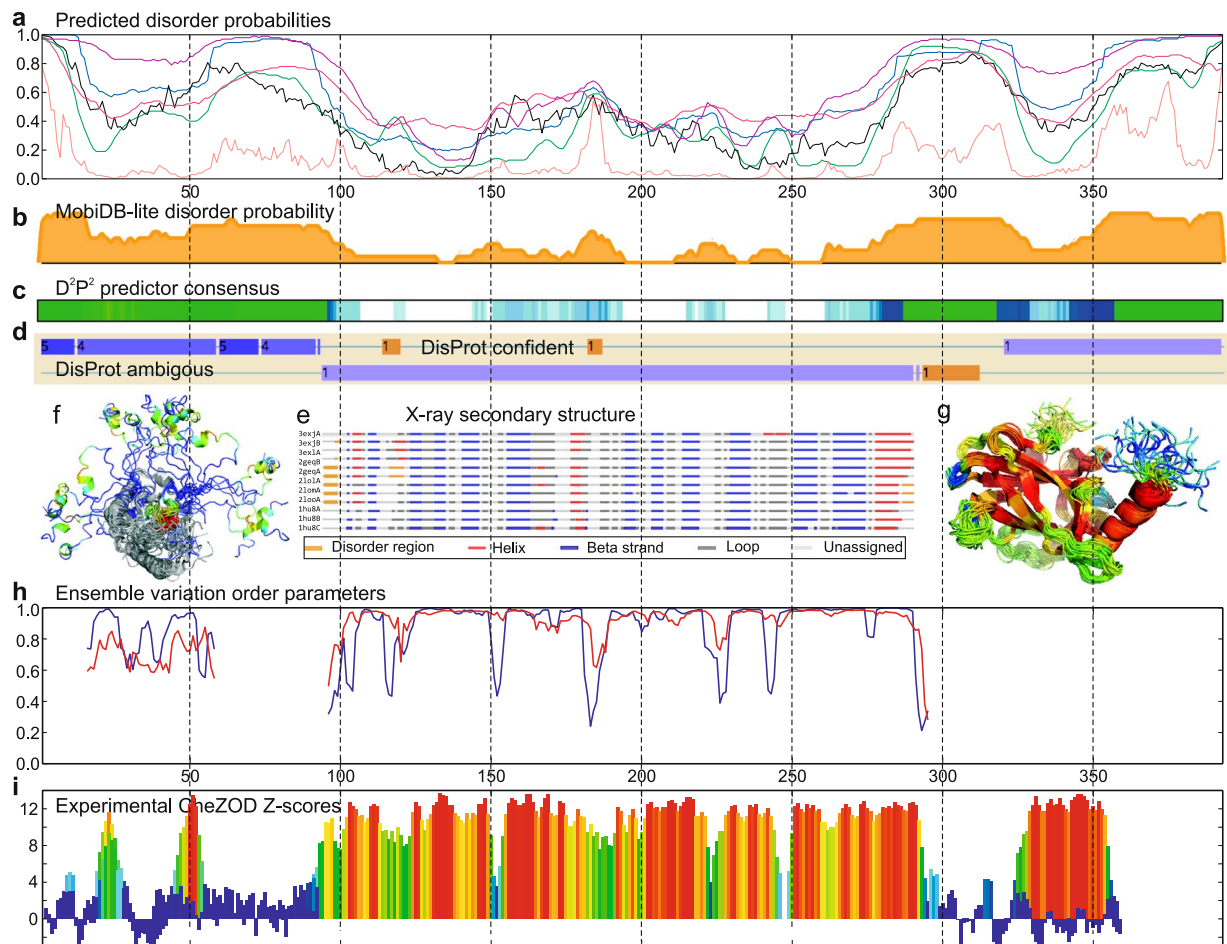 a Predicted disorder probabilities
1.0
0.8
0.6
0.4
0.2
0.0
50 100 150 200 250 300 350
b MobiDB-lite disorder probability
c D²P² predictor consensus
d
5 4 5 4 1 DisProt confident 1 1
DisProt ambigous 1 1
f e X-ray secondary structure g
3exjA
3exjB
3exlA
2geqB
2geqA
2lolA
2lomA
2looA
1hu8A
1hu8B
1hu8C
Disorder region Helix Beta strand Loop Unassigned
h Ensemble variation order parameters
1.0
0.8
0.6
0.4
0.2
0.0
50 100 150 200 250 300 350
i Experimental CheZOD Z-scores
12
8
4
0